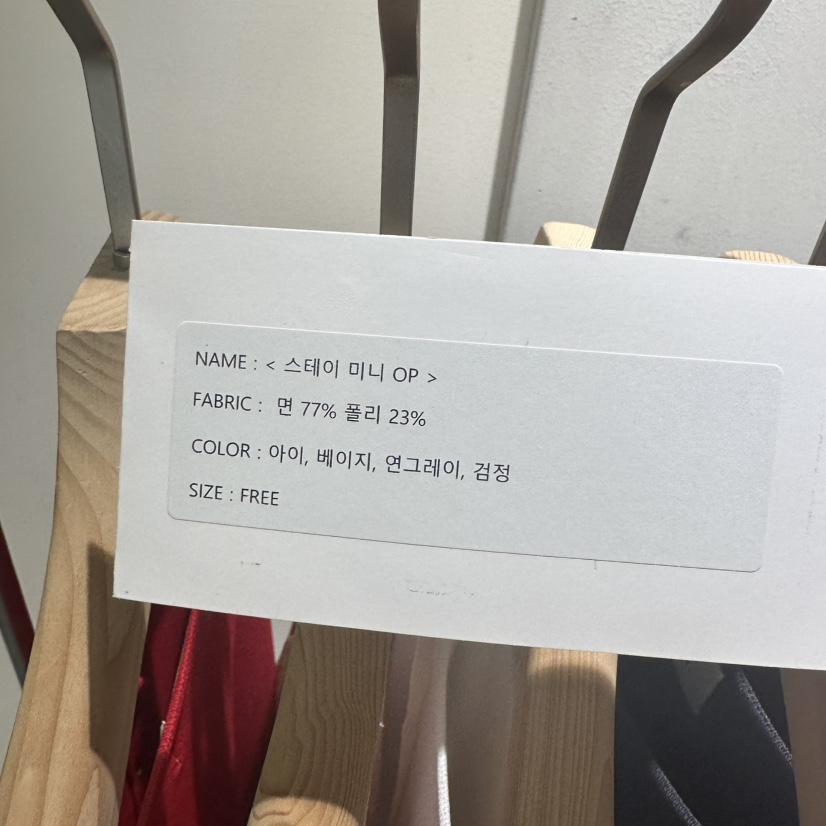 NAME : < 스테이 미니 OP >
FABRIC : 면 77% 폴리 23%
COLOR : 아이, 베이지, 연그레이, 검정
SIZE : FREE